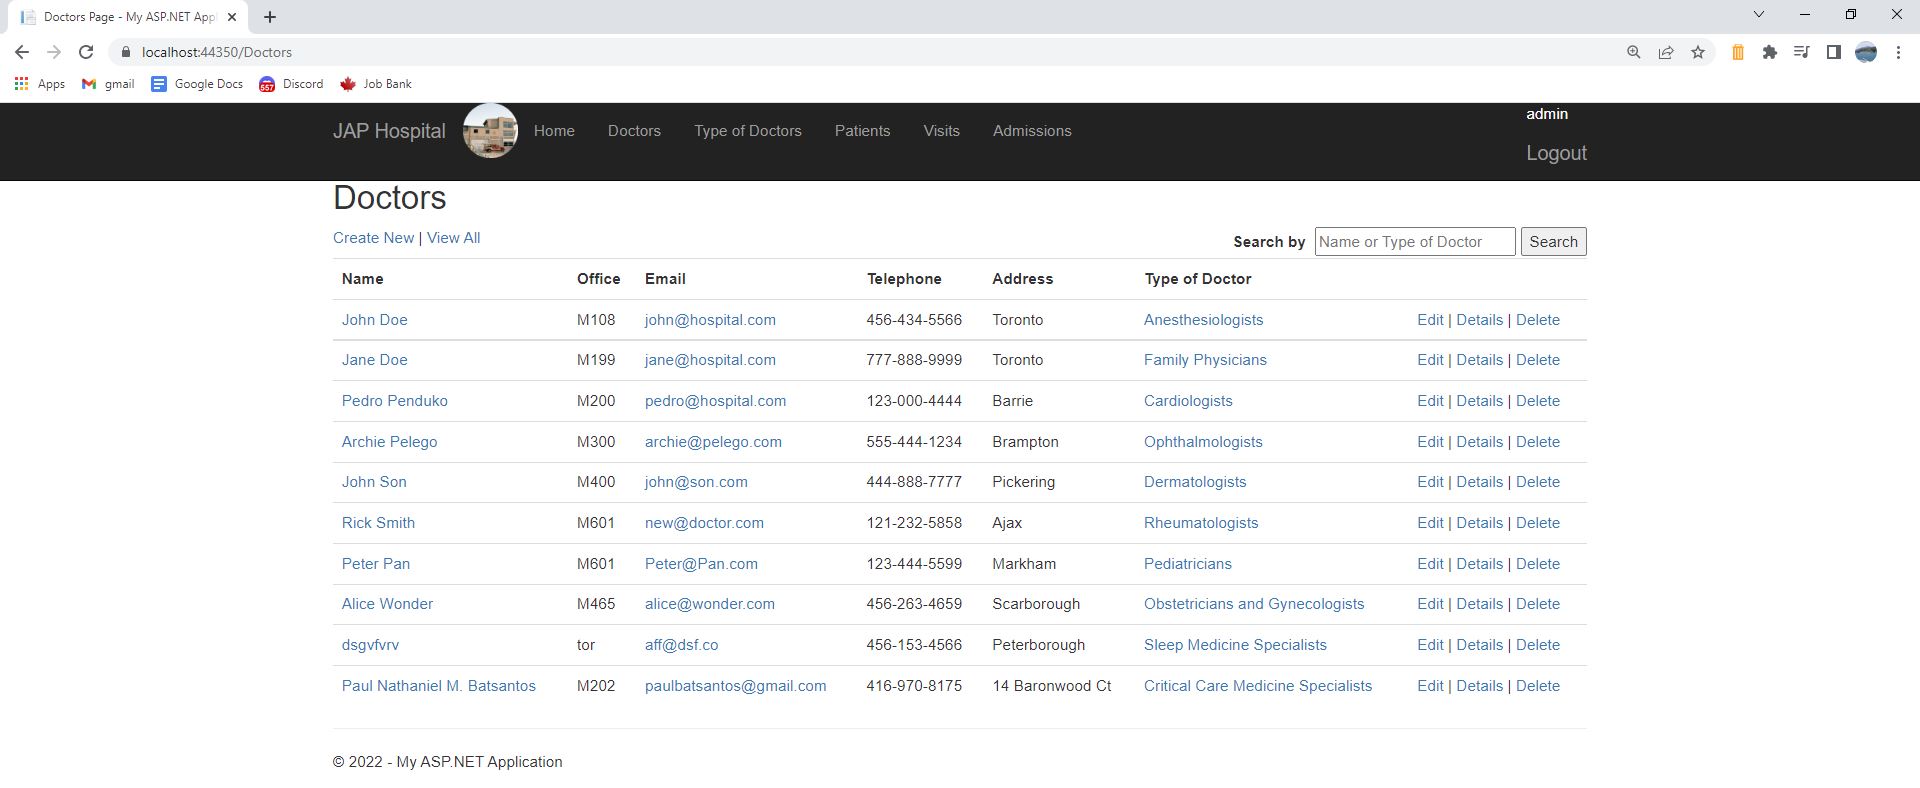 Doctors Page - My ASP.NET Appl
localhost:44350/Doctors
Apps gmail Google Docs 557 Discord Job Bank
JAP Hospital Home Doctors Type of Doctors Patients Visits Admissions admin
Logout
Doctors
Create New | View All Search by Name or Type of Doctor Search
Name Office Email Telephone Address Type of Doctor
John Doe M108 john@hospital.com 456-434-5566 Toronto Anesthesiologists Edit | Details | Delete
Jane Doe M199 jane@hospital.com 777-888-9999 Toronto Family Physicians Edit | Details | Delete
Pedro Penduko M200 pedro@hospital.com 123-000-4444 Barrie Cardiologists Edit | Details | Delete
Archie Pelego M300 archie@pelego.com 555-444-1234 Brampton Ophthalmologists Edit | Details | Delete
John Son M400 john@son.com 444-888-7777 Pickering Dermatologists Edit | Details | Delete
Rick Smith M601 new@doctor.com 121-232-5858 Ajax Rheumatologists Edit | Details | Delete
Peter Pan M601 Peter@Pan.com 123-444-5599 Markham Pediatricians Edit | Details | Delete
Alice Wonder M465 alice@wonder.com 456-263-4659 Scarborough Obstetricians and Gynecologists Edit | Details | Delete
dsgvfvrv tor aff@dsf.co 456-153-4566 Peterborough Sleep Medicine Specialists Edit | Details | Delete
Paul Nathaniel M. Batsantos M202 paulbatsantos@gmail.com 416-970-8175 14 Baronwood Ct Critical Care Medicine Specialists Edit | Details | Delete
© 2022 - My ASP.NET Application